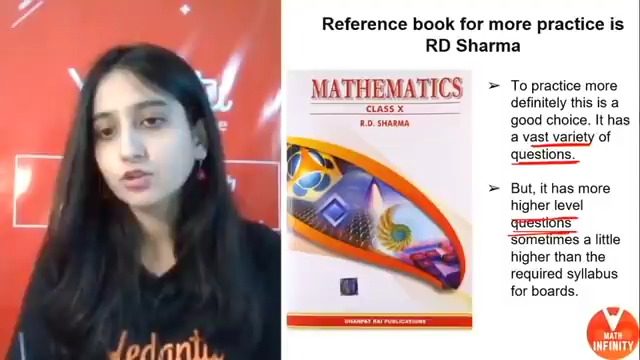 Reference book for more practice is
RD Sharma
MATHEMATICS
CLASS X
R.D. SHARMA
DHANPAT RAI PUBLICATIONS
➢ To practice more
definitely this is a
good choice. It has
a vast variety of
questions.
➢ But, it has more
higher level
questions
sometimes a little
higher than the
required syllabus
for boards.
MATH
INFINITY
Vedantu